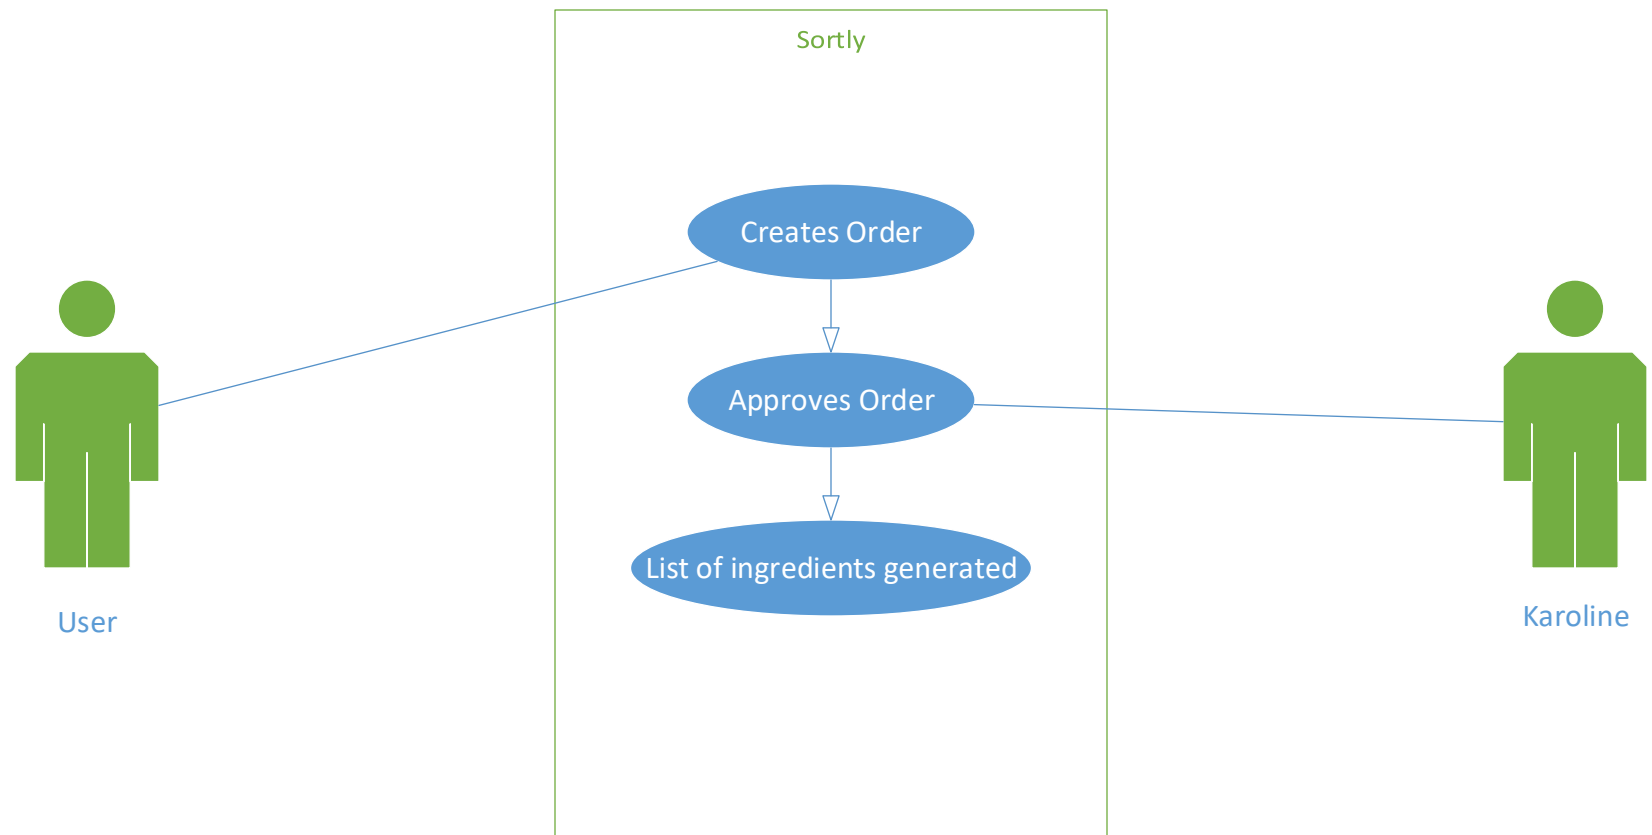 Sortly
Creates Order
Approves Order
List of ingredients generated
User
Karoline